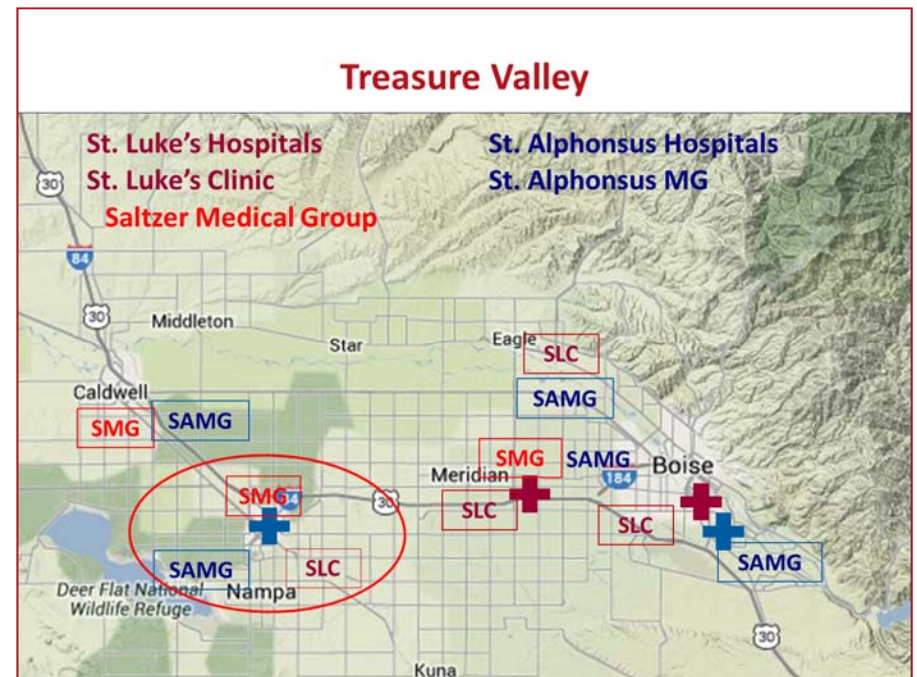 Treasure Valley
St. Luke's Hospitals
St. Luke's Clinic
Saltzer Medical Group
St. Alphonsus Hospitals
St. Alphonsus MG
30
84
30
Middleton
Star
Eagle
SLC
Caldwell
SAMG
SMG
SAMG
Meridian
SMG
SAMG
Boise
184
SMG
84
30
SLC
SLC
SAMG
SLC
SAMG
Deer Flat National
Wildlife Refuge
Nampa
30
Kuna